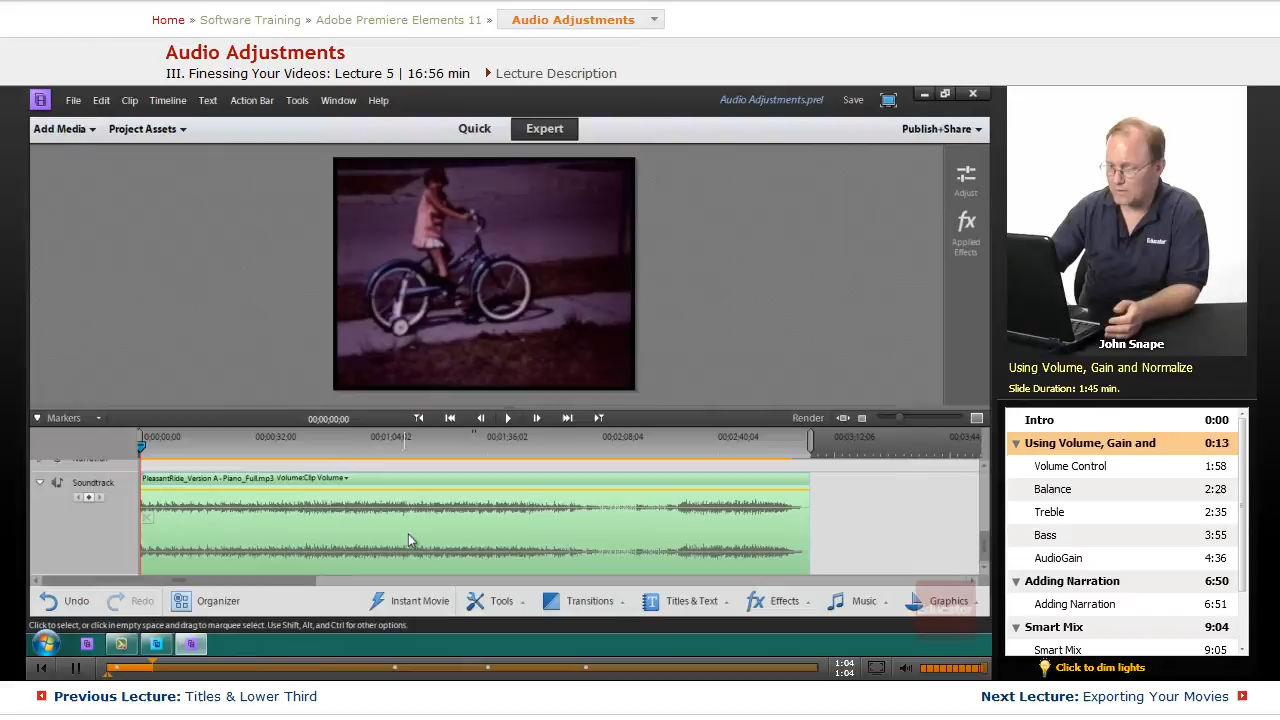 Home » Software Training » Adobe Premiere Elements 11 » Audio Adjustments
Audio Adjustments
III. Finessing Your Videos: Lecture 5 | 16:56 min Lecture Description
File Edit Clip Timeline Text Action Bar Tools Window Help Audio Adjustments.prel Save
Add Media Project Assets Quick Expert Publish+Share
Adjust
fx
Applied
Effects
Educator
John Snape
Using Volume, Gain and Normalize
Slide Duration: 1:45 min.
Markers 00;00;00;00 Render
00;00;00;00 00;00;32;00 00;01;04;02 00;01;36;02 00;02;08;04 00;02;40;04 00;03;12;06 00;03;44;
Soundtrack PleasantRide_Version A - Piano_Full.mp3 Volume:Clip Volume
Undo Redo Organizer Instant Movie Tools Transitions Titles & Text Effects Music Graphics
Click to select, or click in empty space and drag to marquee select. Use Shift, Alt, and Ctrl for other options.
1:04
1:04
Intro 0:00
Using Volume, Gain and 0:13
Volume Control 1:58
Balance 2:28
Treble 2:35
Bass 3:55
AudioGain 4:36
Adding Narration 6:50
Adding Narration 6:51
Smart Mix 9:04
Smart Mix 9:05
Click to dim lights
Previous Lecture: Titles & Lower Third Next Lecture: Exporting Your Movies